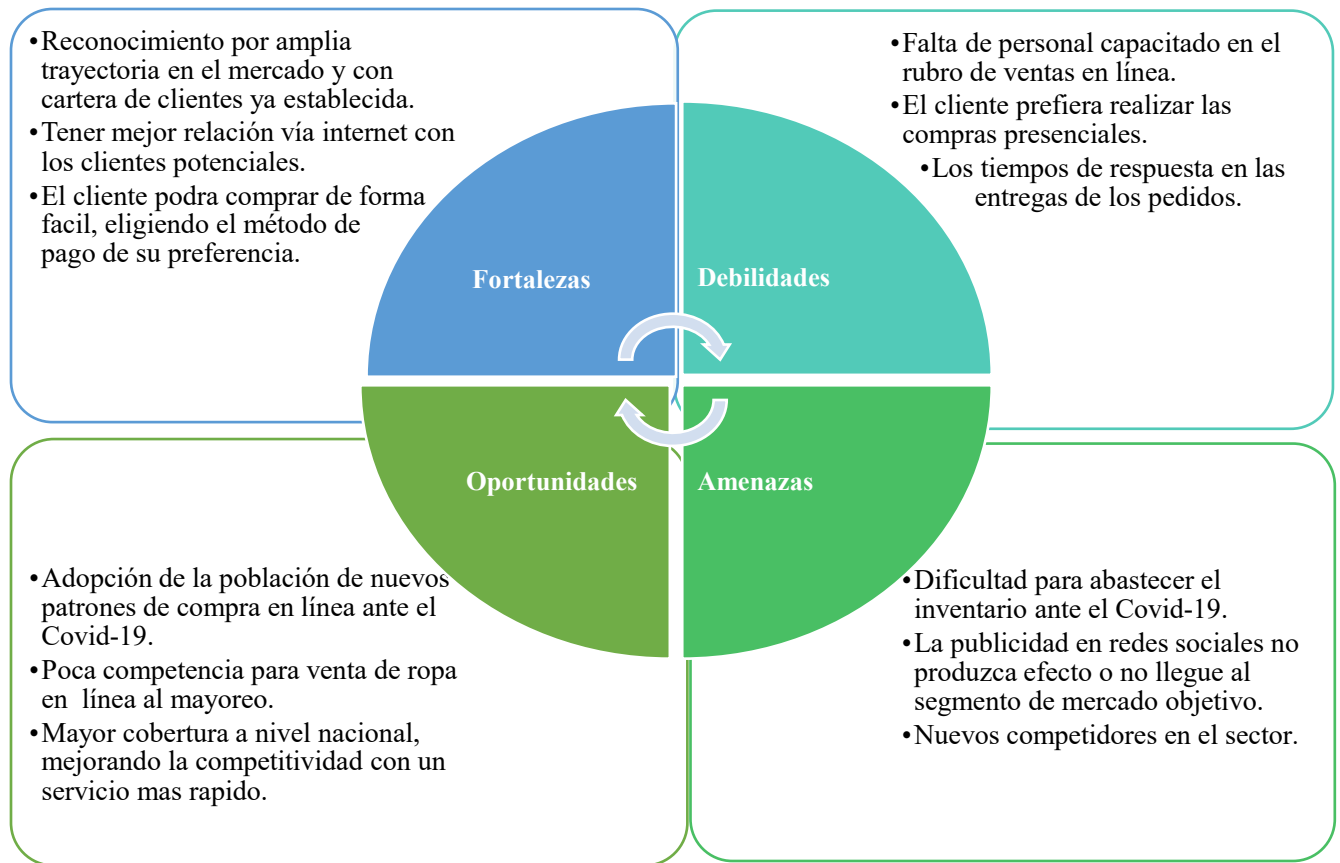 •Reconocimiento por amplia
trayectoria en el mercado y con
cartera de clientes ya establecida.
•Tener mejor relación vía internet con
los clientes potenciales.
•El cliente podra comprar de forma
facil, eligiendo el método de
pago de su preferencia.
Fortalezas
•Falta de personal capacitado en el
rubro de ventas en línea.
•El cliente prefiera realizar las
compras presenciales.
•Los tiempos de respuesta en las
entregas de los pedidos.
Debilidades
Oportunidades
•Adopción de la población de nuevos
patrones de compra en línea ante el
Covid-19.
•Poca competencia para venta de ropa
en línea al mayoreo.
•Mayor cobertura a nivel nacional,
mejorando la competitividad con un
servicio mas rapido.
Amenazas
•Dificultad para abastecer el
inventario ante el Covid-19.
•La publicidad en redes sociales no
produzca efecto o no llegue al
segmento de mercado objetivo.
•Nuevos competidores en el sector.